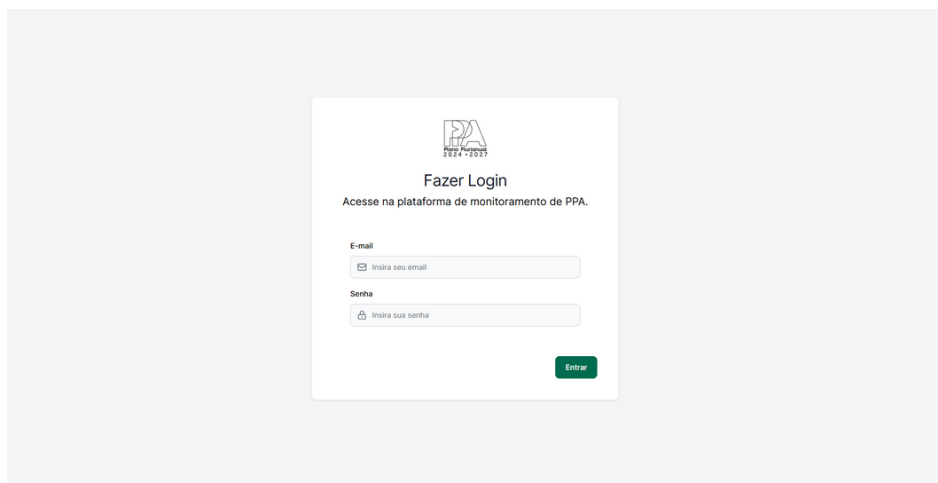 PPA
Plano Plurianual
2024 - 2027
Fazer Login
Acesse na plataforma de monitoramento de PPA.
E-mail
Insira seu email
Senha
Insira sua senha
Entrar